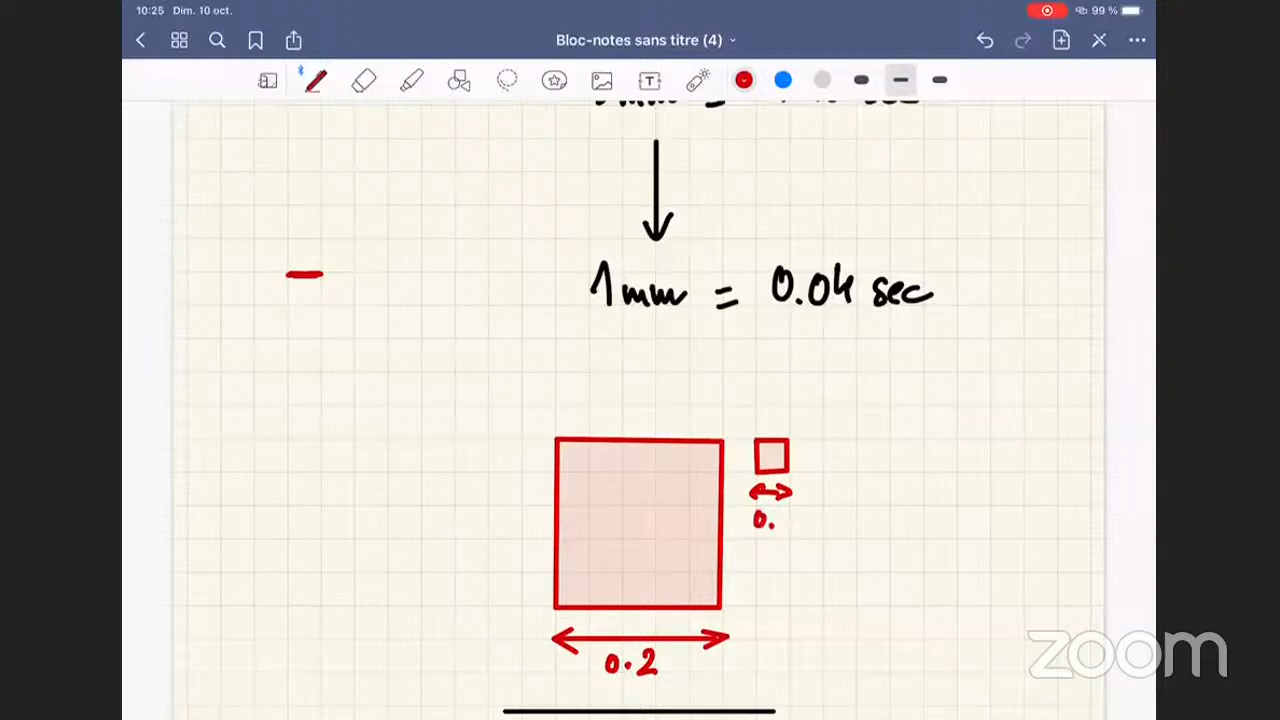 10:25 Dim. 10 oct.
99 %
Bloc-notes sans titre (4)
1mm = 0.04 sec
0.
0.2
zoom